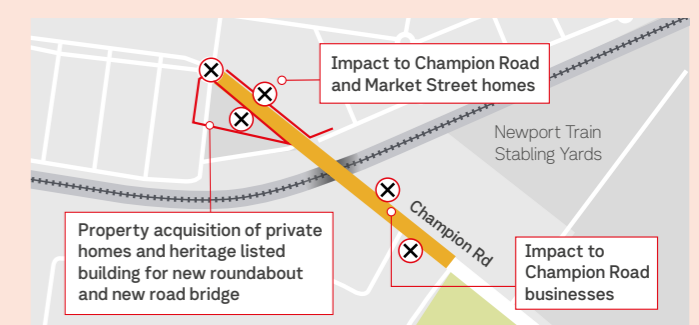 Impact to Champion Road
and Market Street homes
Newport Train
Stabling Yards
Champion Rd
Property acquisition of private
homes and heritage listed
building for new roundabout
and new road bridge
Impact to
Champion Road
businesses